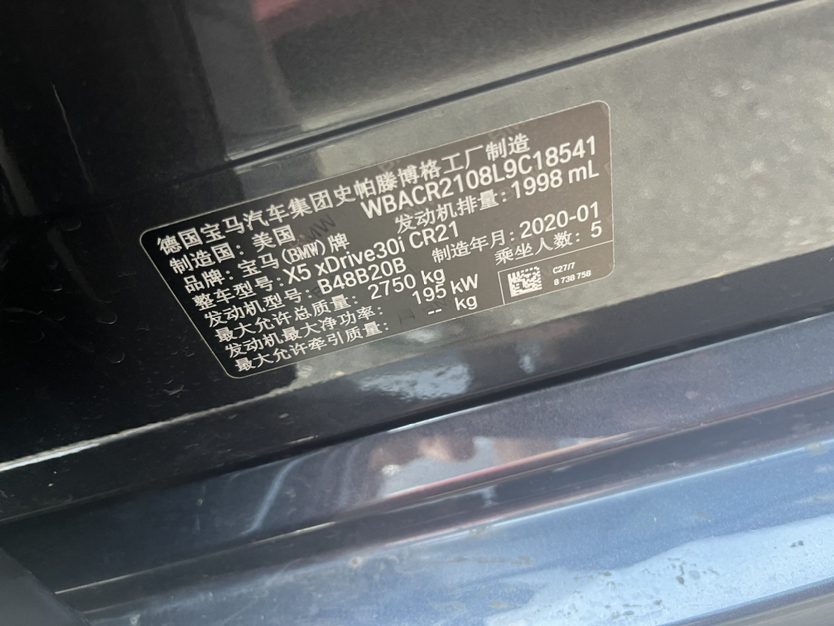 德国宝马汽车集团史帕滕博格工厂制造
制造国: 美国 WBACR2108L9C18541
品牌: 宝马(BMW)牌 发动机排量: 1998 mL
整车型号: X5 xDrive30i CR21
发动机型号: B48B20B 制造年月: 2020-01
最大允许总质量: 2750 kg 乘坐人数: 5
发动机最大净功率: 195 kW
最大允许牵引质量: -- kg
C27/7
8 738 758